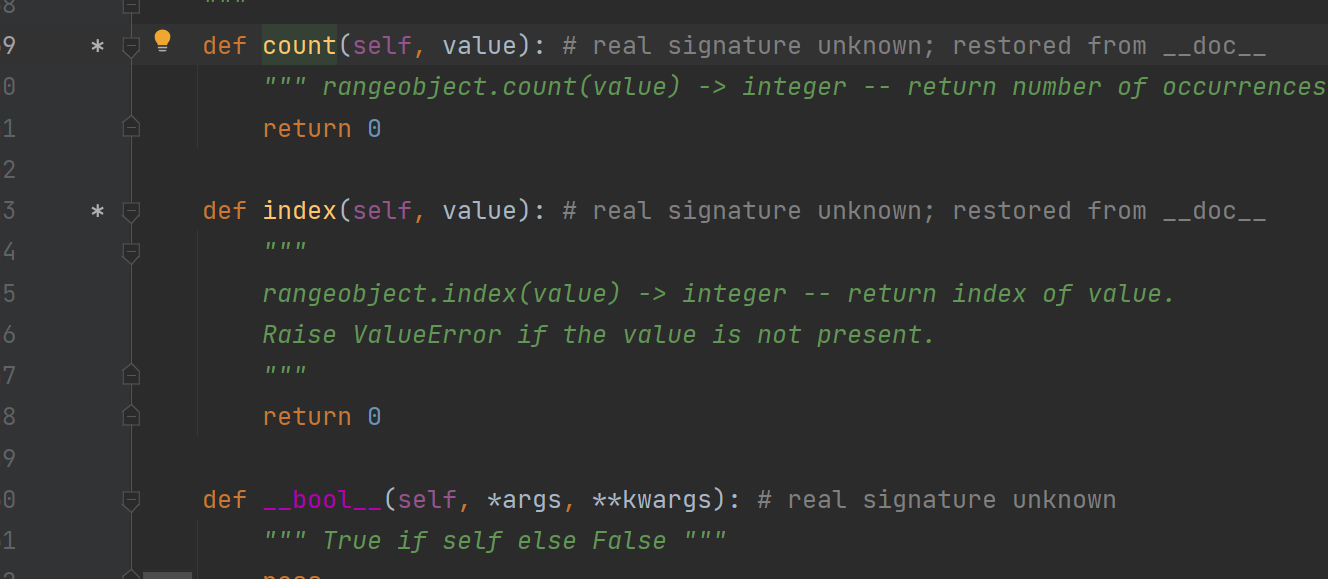 8 """
9 * def count(self, value): # real signature unknown; restored from __doc__
0 """ rangeobject.count(value) -> integer -- return number of occurrences
1 return 0
2
3 * def index(self, value): # real signature unknown; restored from __doc__
4 """
5 rangeobject.index(value) -> integer -- return index of value.
6 Raise ValueError if the value is not present.
7 """
8 return 0
9
0 def __bool__(self, *args, **kwargs): # real signature unknown
1 """ True if self else False """